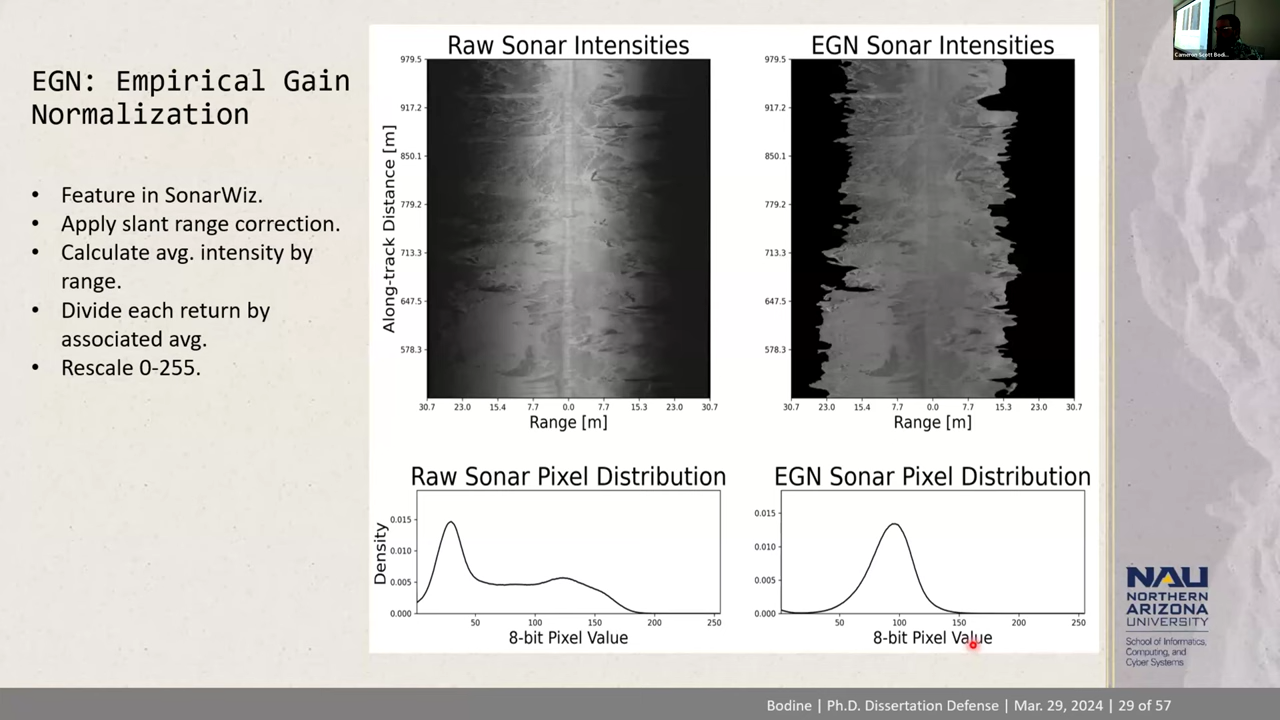 EGN: Empirical Gain
Normalization
• Feature in SonarWiz.
• Apply slant range correction.
• Calculate avg. intensity by
range.
• Divide each return by
associated avg.
• Rescale 0-255.
Raw Sonar Intensities
979.5
917.2
850.1
779.2
713.3
647.5
578.3
Along-track Distance [m]
30.7 23.0 15.4 7.7 0.0 7.7 15.3 23.0 30.7
Range [m]
EGN Sonar Intensities
979.5
917.2
850.1
779.2
713.3
647.5
578.3
30.7 23.0 15.4 7.7 0.0 7.7 15.3 23.0 30.7
Range [m]
Raw Sonar Pixel Distribution
0.015
0.010
0.005
0.000
Density
50 100 150 200 250
8-bit Pixel Value
EGN Sonar Pixel Distribution
0.015
0.010
0.005
0.000
50 100 150 200 250
8-bit Pixel Value
Cameron Scott Bodi...
NAU
NORTHERN
ARIZONA
UNIVERSITY
School of Informatics,
Computing, and
Cyber Systems
Bodine | Ph.D. Dissertation Defense | Mar. 29, 2024 | 29 of 57